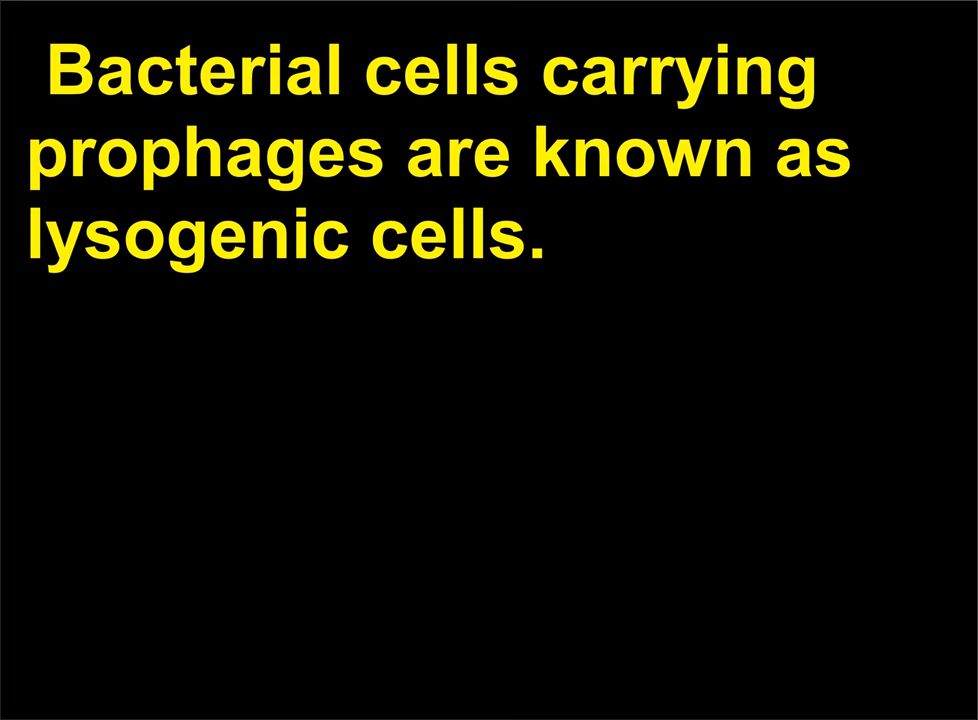 Bacterial cells carrying
prophages are known as
lysogenic cells.